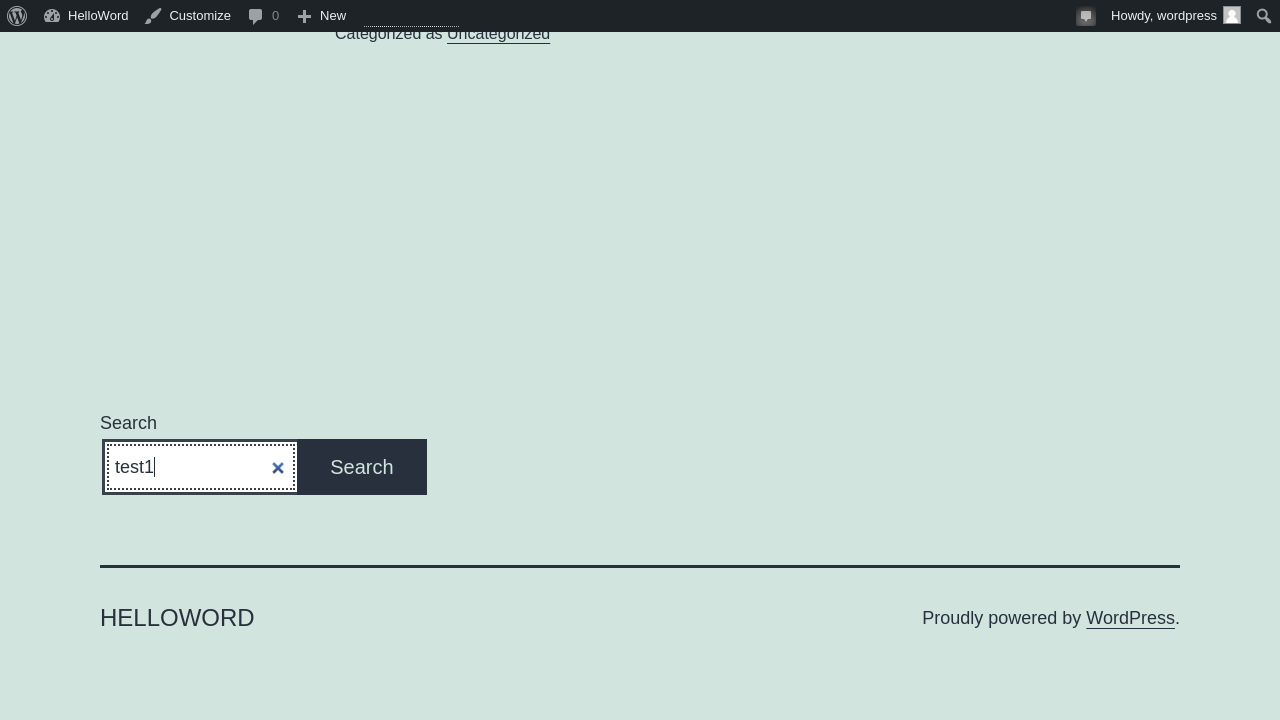 HelloWord Customize 0 New Howdy, wordpress
Categorized as Uncategorized
Search
test1 Search
HELLOWORD Proudly powered by WordPress.